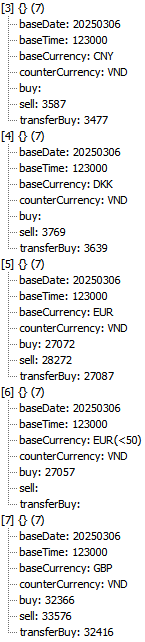 [3] {} (7)
baseDate: 20250306
baseTime: 123000
baseCurrency: CNY
counterCurrency: VND
buy:
sell: 3587
transferBuy: 3477
[4] {} (7)
baseDate: 20250306
baseTime: 123000
baseCurrency: DKK
counterCurrency: VND
buy:
sell: 3769
transferBuy: 3639
[5] {} (7)
baseDate: 20250306
baseTime: 123000
baseCurrency: EUR
counterCurrency: VND
buy: 27072
sell: 28272
transferBuy: 27087
[6] {} (7)
baseDate: 20250306
baseTime: 123000
baseCurrency: EUR(<50)
counterCurrency: VND
buy: 27057
sell:
transferBuy:
[7] {} (7)
baseDate: 20250306
baseTime: 123000
baseCurrency: GBP
counterCurrency: VND
buy: 32366
sell: 33576
transferBuy: 32416